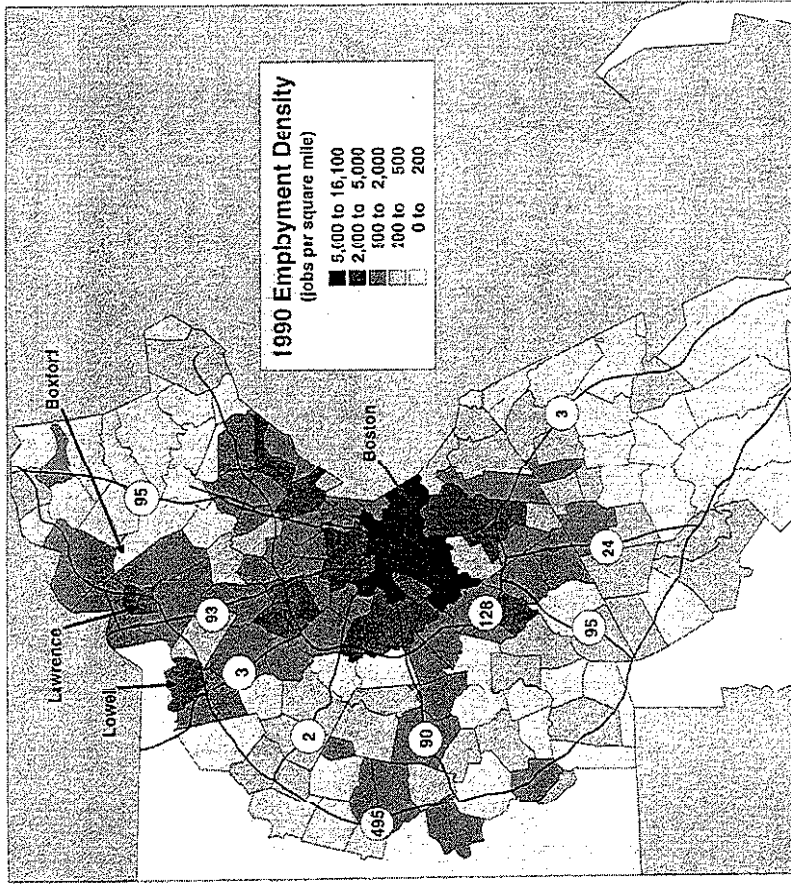 1990 Employment Density
(jobs per square mile)
5,000 to 16,100
2,000 to 5,000
500 to 2,000
200 to 500
0 to 200
Boxford
Lawrence
Lowell
Boston
95
93
3
2
90
495
128
95
24
3